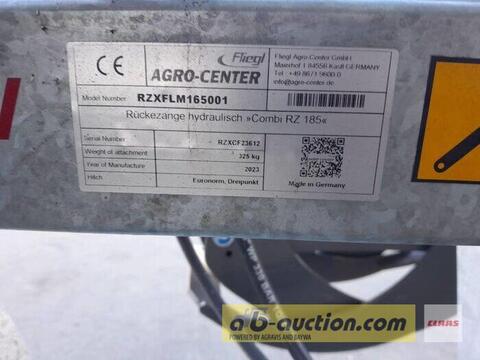 CE
Fliegl
AGRO-CENTER
Fliegl Agro-Center GmbH
Maierhof 1 84556 Kastl GERMANY
Tel.: +49 8671 9600 0
info@agro-center.de
Model Number RZXFLM165001
Rückezange hydraulisch »Combi RZ 185«
Serial Number RZXCF23612
Weight of attachment 325 kg
Year of Manufacture 2023
Hitch Euronorm, Dreipunkt
Made in Germany
ab-auction.com
POWERED BY AGRAVIS AND BAYWA
CLAAS